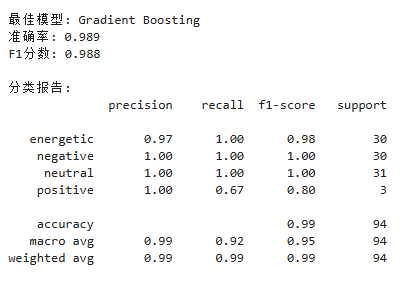 最佳模型: Gradient Boosting
准确率: 0.989
F1分数: 0.988
分类报告:
precision recall f1-score support
energetic 0.97 1.00 0.98 30
negative 1.00 1.00 1.00 30
neutral 1.00 1.00 1.00 31
positive 1.00 0.67 0.80 3
accuracy 0.99 94
macro avg 0.99 0.92 0.95 94
weighted avg 0.99 0.99 0.99 94